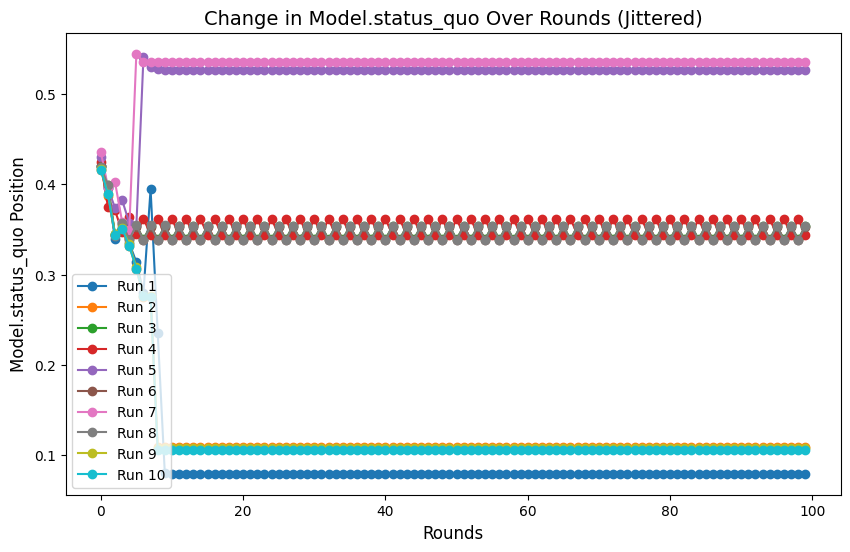 Change in Model.status_quo Over Rounds (Jittered)
Model.status_quo Position
0.5
0.4
0.3
0.2
0.1
Run 1
Run 2
Run 3
Run 4
Run 5
Run 6
Run 7
Run 8
Run 9
Run 10
0
20
40
60
80
100
Rounds